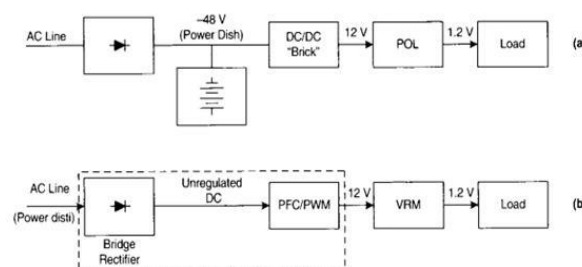 AC Line
–48 V
(Power Dish)
DC/DC
"Brick"
12 V
POL
1.2 V
Load
(a
AC Line
(Power disti)
Bridge
Rectifier
Unregulated
DC
PFC/PWM
12 V
VRM
1.2 V
Load
(b